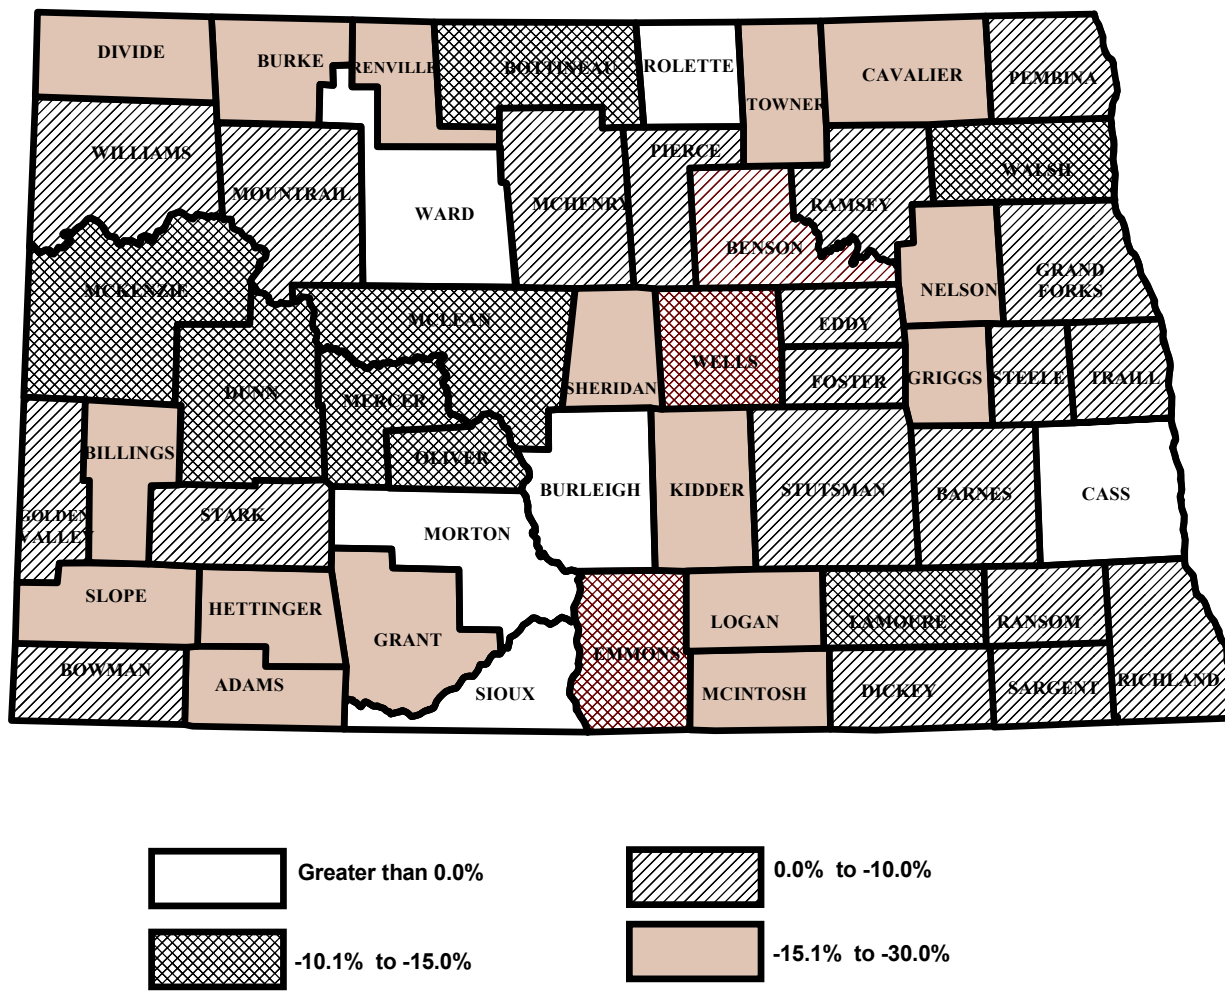 DIVIDE
BURKE
RENVILLE
BOTTINEAU
ROLETTE
TOWNER
CAVALIER
PEMBINA
WILLIAMS
MOUNTRAIL
WARD
MCHENRY
PIERCE
BENSON
RAMSEY
WALSH
NELSON
GRAND
FORKS
MCKENZIE
DUNN
MCLEAN
MERCER
OLIVER
SHERIDAN
WELLS
EDDY
FOSTER
GRIGGS
STEELE
TRAILL
BILLINGS
GOLDEN
VALLEY
STARK
MORTON
BURLEIGH
KIDDER
STUTSMAN
BARNES
CASS
SLOPE
HETTINGER
GRANT
BOWMAN
ADAMS
SIOUX
EMMONS
LOGAN
MCINTOSH
LAMOURE
DICKEY
RANSOM
SARGENT
RICHLAND
Greater than 0.0%
0.0% to -10.0%
-10.1% to -15.0%
-15.1% to -30.0%